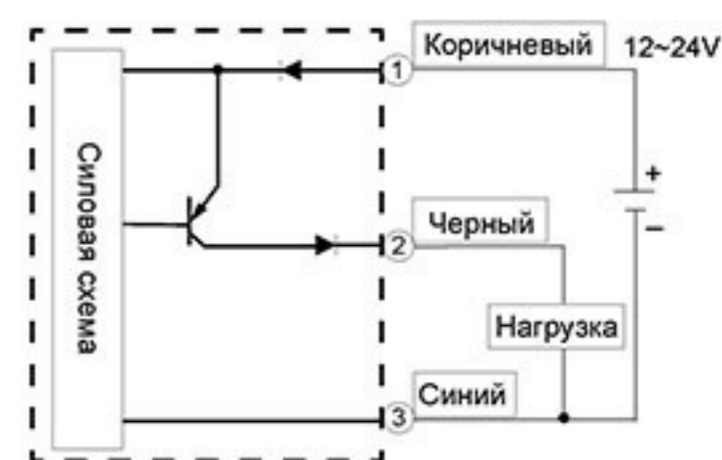 Коричневый 12~24V
1
+
Силовая схема
Черный
−
2
Нагрузка
Синий
3